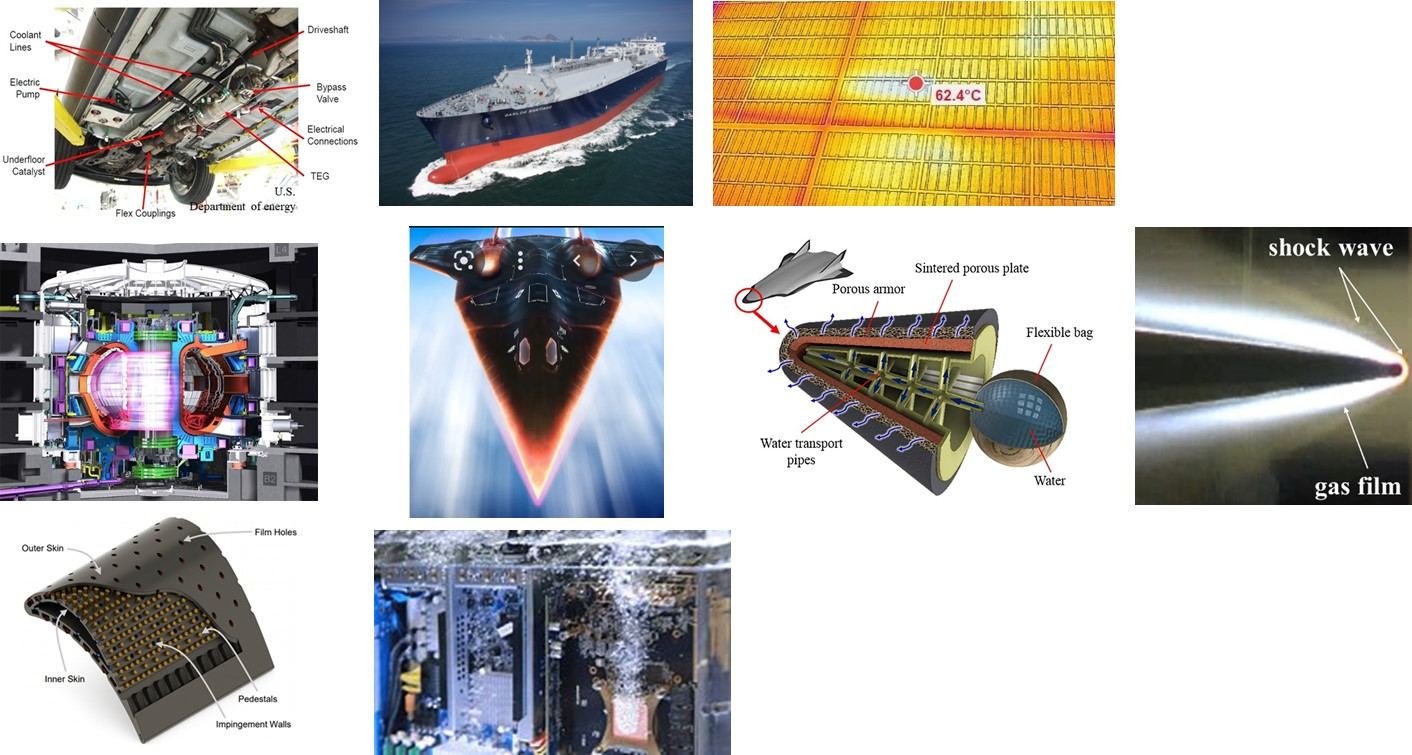 Coolant
Lines
Electric
Pump
Underfloor
Catalyst
Flex Couplings
Driveshaft
Bypass
Valve
Electrical
Connections
TEG
U.S.
Department of energy
62.4°C
Sintered porous plate
Porous armor
Flexible bag
Water transport
pipes
Water
shock wave
gas film
Film Holes
Outer Skin
Inner Skin
Pedestals
Impingement Walls